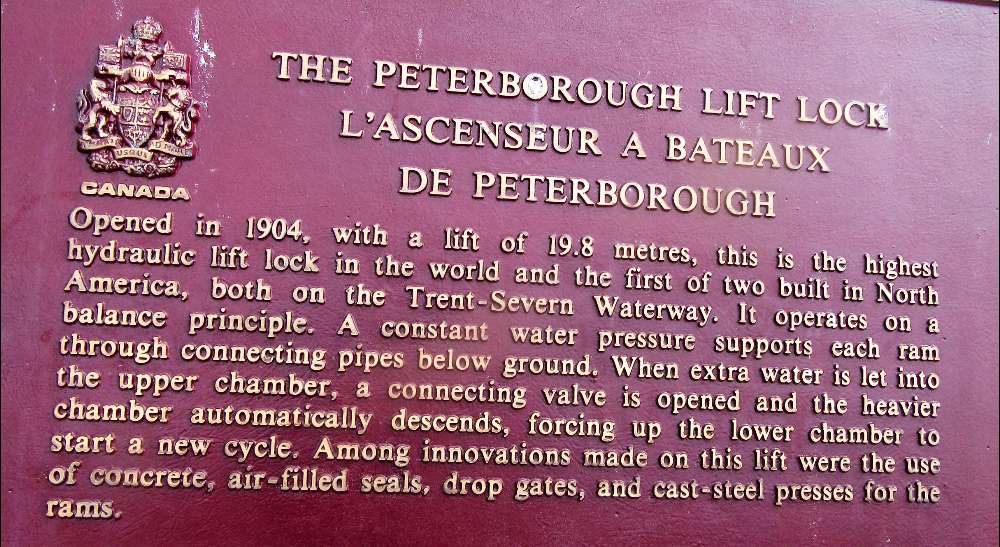 THE PETERBOROUGH LIFT LOCK
L'ASCENSEUR A BATEAUX
DE PETERBOROUGH
CANADA
Opened in 1904, with a lift of 19.8 metres, this is the highest
hydraulic lift lock in the world and the first of two built in North
America, both on the Trent-Severn Waterway. It operates on a
balance principle. A constant water pressure supports each ram
through connecting pipes below ground. When extra water is let into
the upper chamber, a connecting valve is opened and the heavier
chamber automatically descends, forcing up the lower chamber to
start a new cycle. Among innovations made on this lift were the use
of concrete, air-filled seals, drop gates, and cast-steel presses for the
rams.